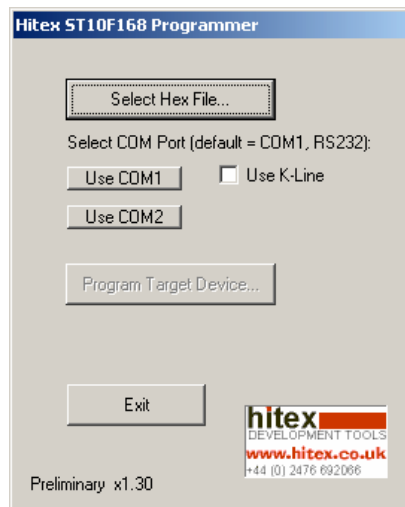 Hitex ST10F168 Programmer
Select Hex File...
Select COM Port (default = COM1, RS232):
Use COM1
Use K-Line
Use COM2
Program Target Device...
Exit
hitex
DEVELOPMENT TOOLS
www.hitex.co.uk
+44 (0) 2476 692066
Preliminary x1.30